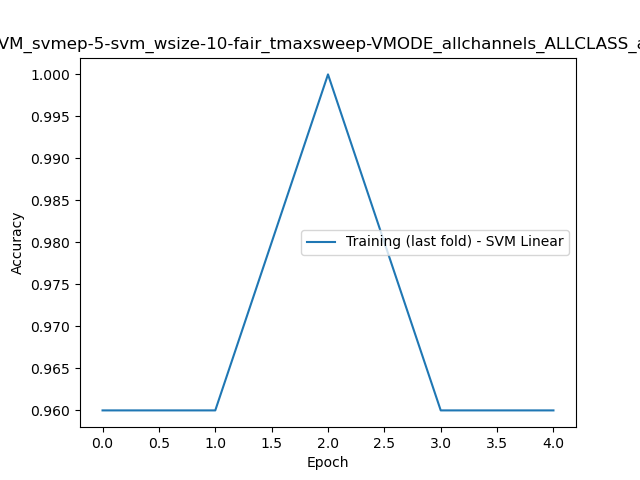 VM_svmep-5-svm_wsize-10-fair_tmaxsweep-VMODE_allchannels_ALLCLASS_a
1.000
0.995
0.990
0.985
0.980
0.975
0.970
0.965
0.960
Accuracy
Training (last fold) - SVM Linear
0.0 0.5 1.0 1.5 2.0 2.5 3.0 3.5 4.0
Epoch